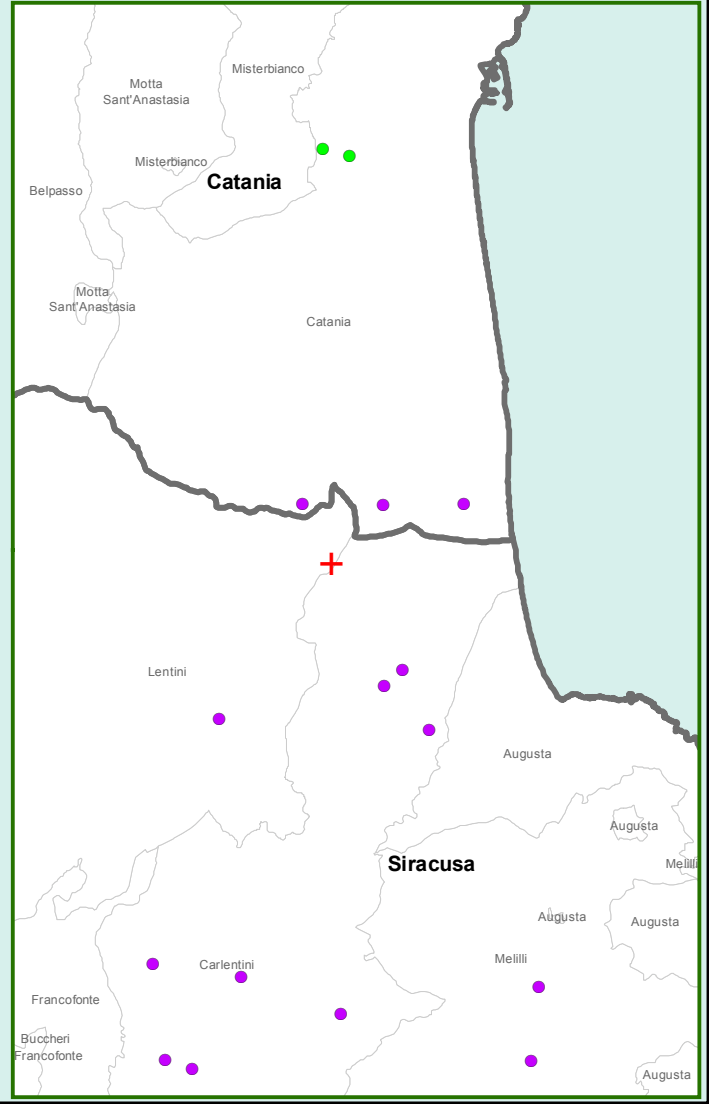 Misterbianco
Motta
Sant'Anastasia
Misterbianco
Catania
Belpasso
Motta
Sant'Anastasia
Catania
Lentini
Augusta
Augusta
Siracusa
Melilli
Augusta
Augusta
Melilli
Carlentini
Francofonte
Buccheri
Francofonte
Augusta